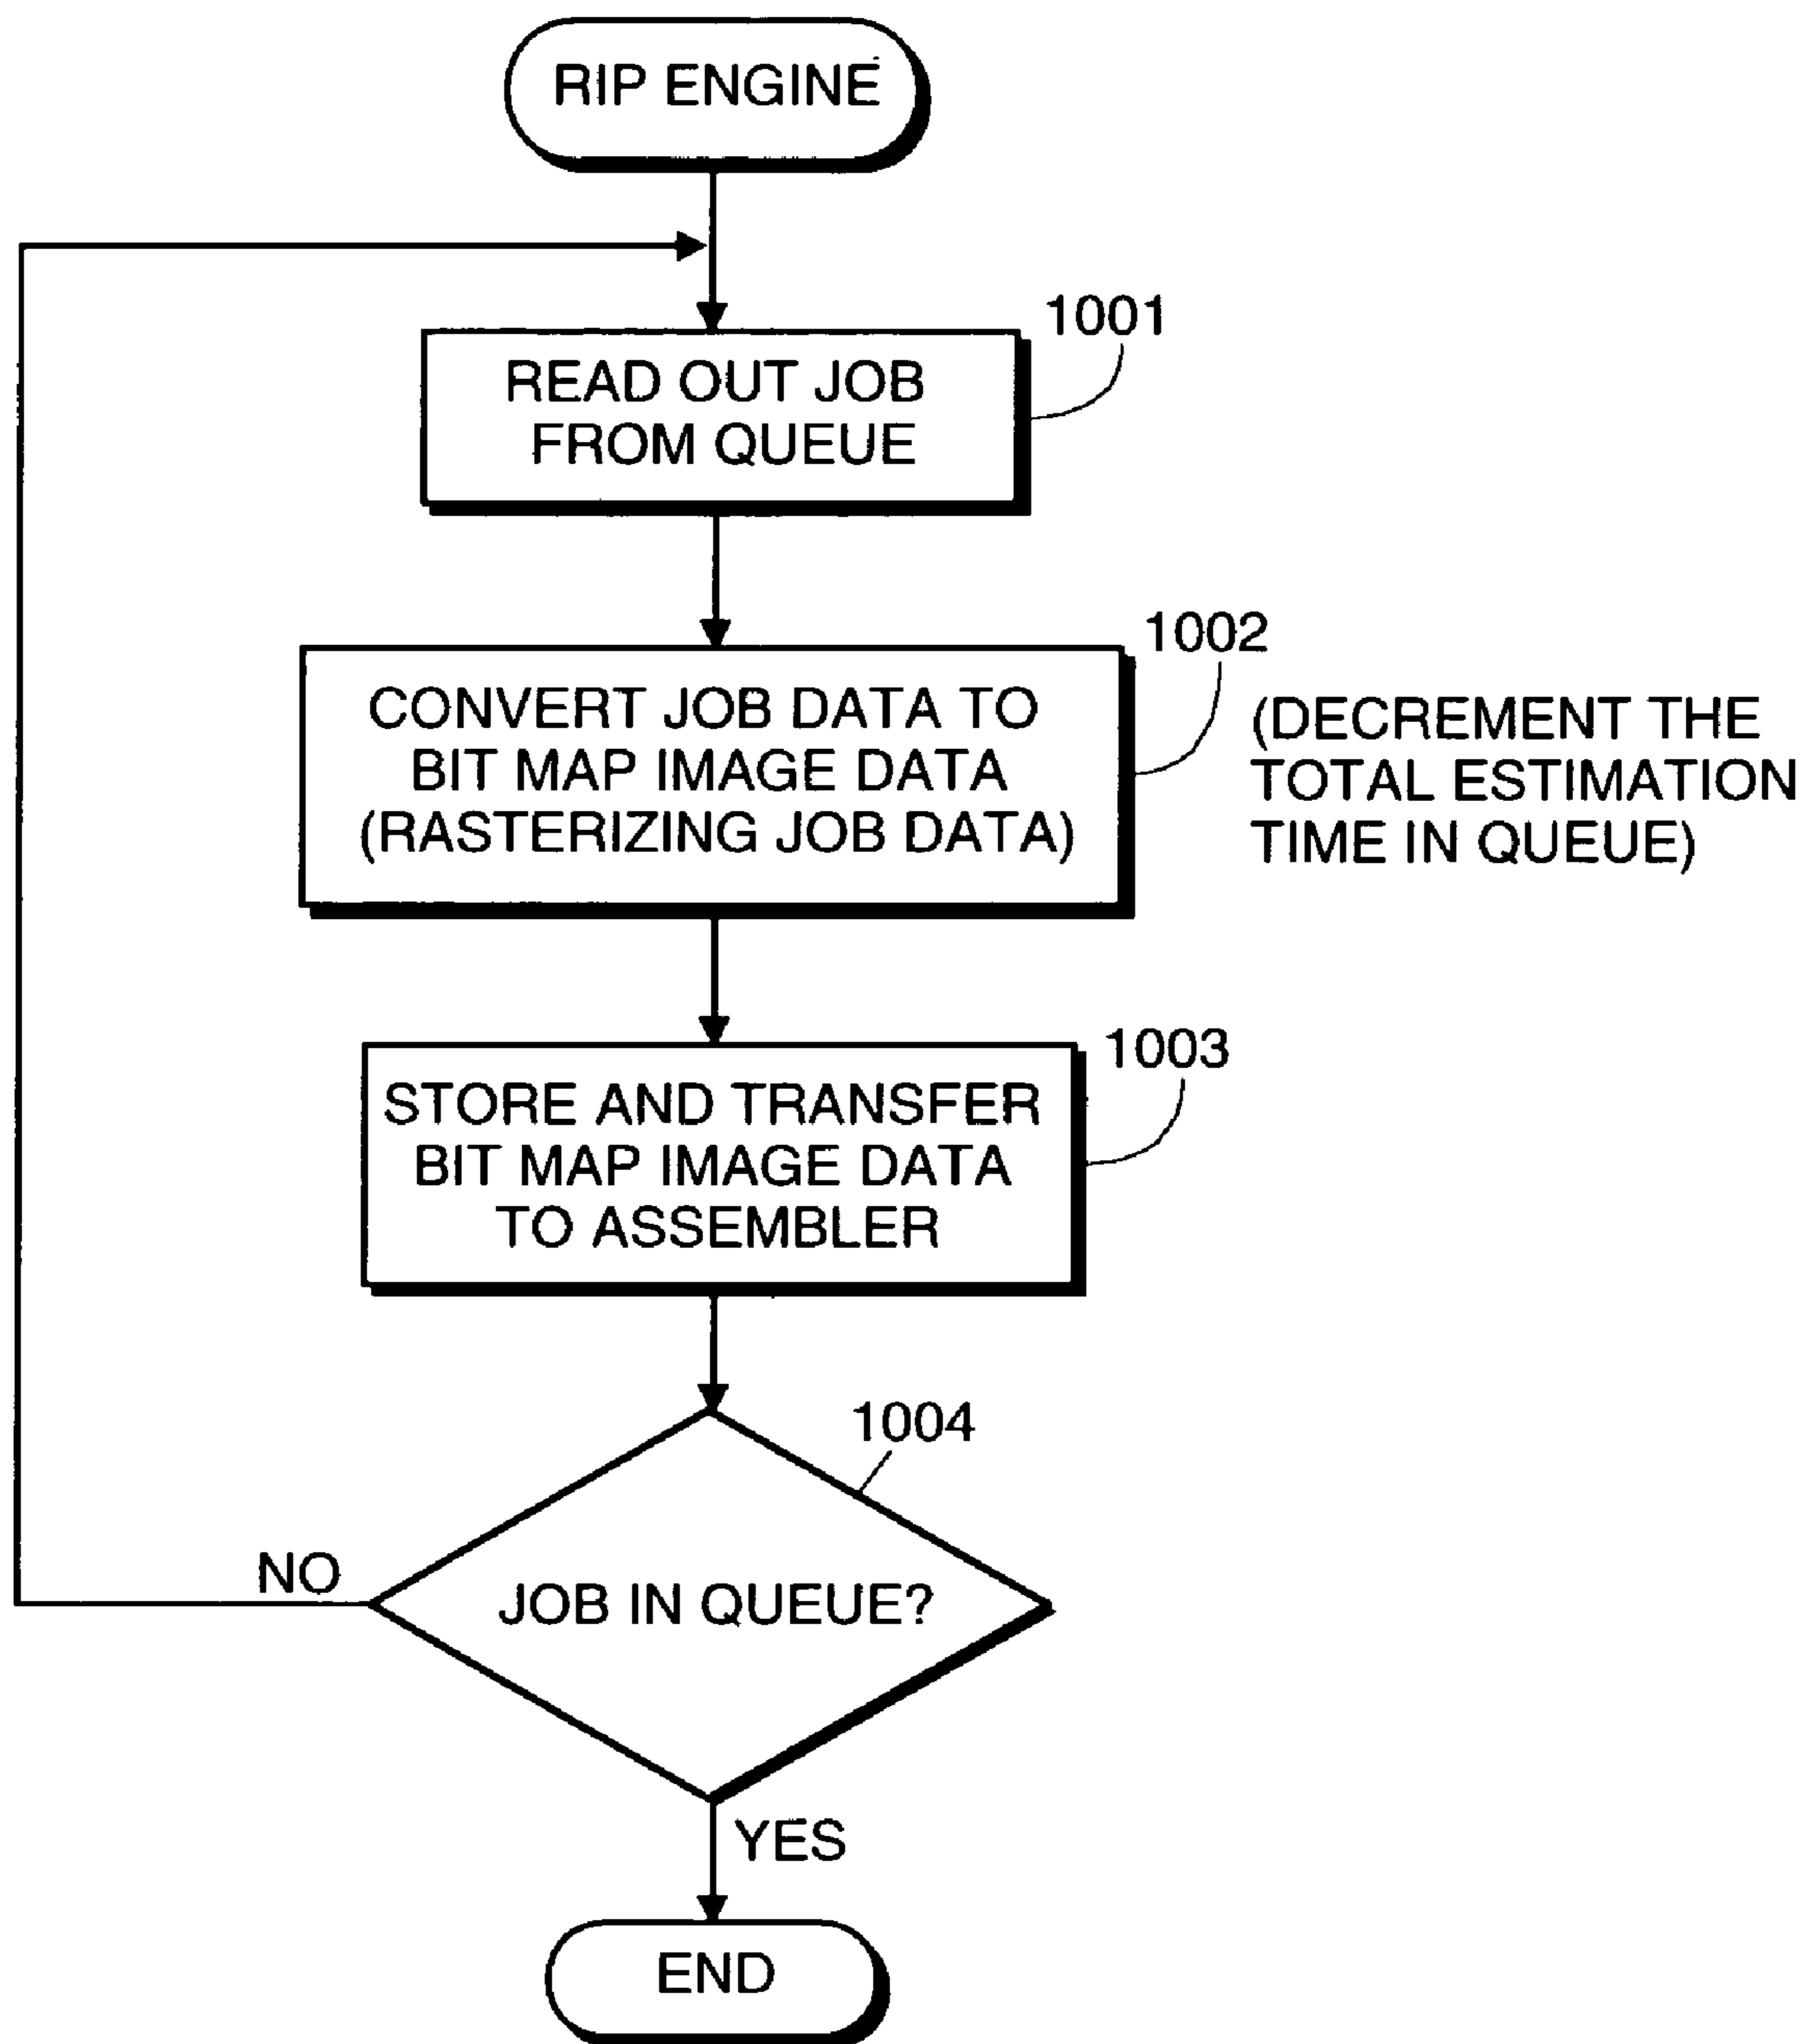 RIP ENGINE
1001
READ OUT JOB
FROM QUEUE
1002
CONVERT JOB DATA TO
BIT MAP IMAGE DATA
(RASTERIZING JOB DATA)
(DECREMENT THE
TOTAL ESTIMATION
TIME IN QUEUE)
1003
STORE AND TRANSFER
BIT MAP IMAGE DATA
TO ASSEMBLER
1004
NO
JOB IN QUEUE?
YES
END